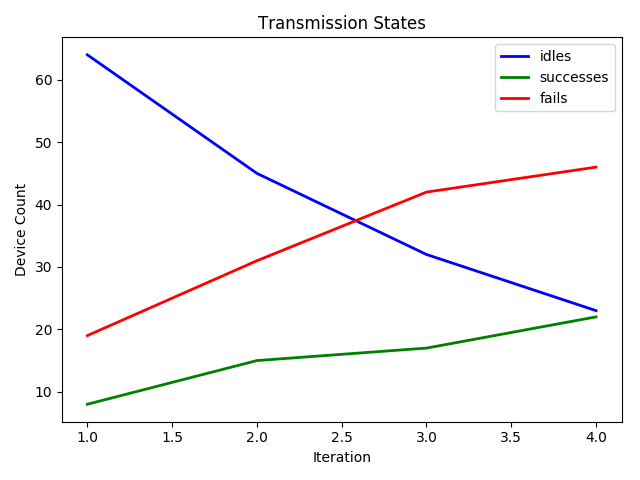 Transmission States
idles
successes
fails
60
50
40
30
20
10
Device Count
1.0 1.5 2.0 2.5 3.0 3.5 4.0
Iteration